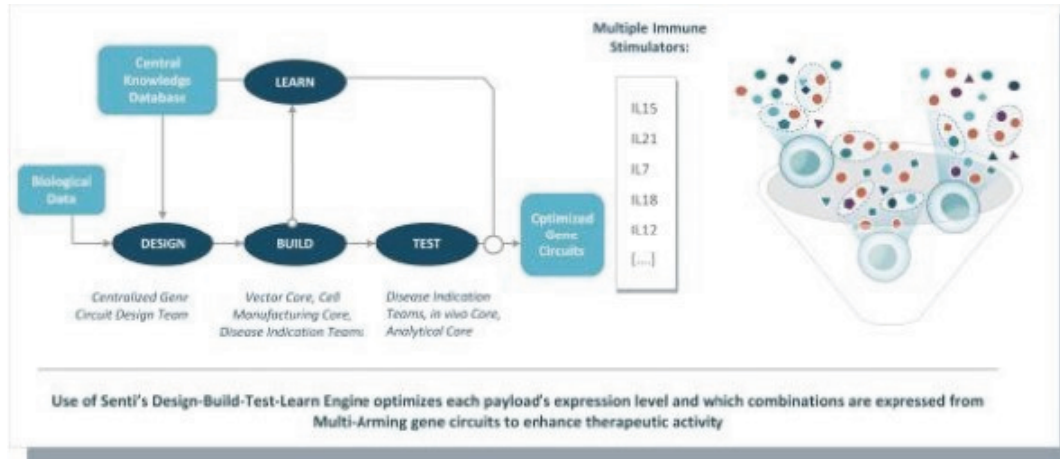 Central
Knowledge
Database
LEARN
Biological
Data
DESIGN
BUILD
TEST
Optimized
Gene
Circuits
Centralized Gene
Circuit Design Team
Vector Core, Cell
Manufacturing Core,
Disease Indication Teams
Disease Indication
Teams, in vivo Core,
Analytical Core
Multiple Immune
Stimulators:
IL15
IL21
IL7
IL18
IL12
[....]
Use of Senti's Design-Build-Test-Learn Engine optimizes each payload's expression level and which combinations are expressed from
Multi-Arming gene circuits to enhance therapeutic activity